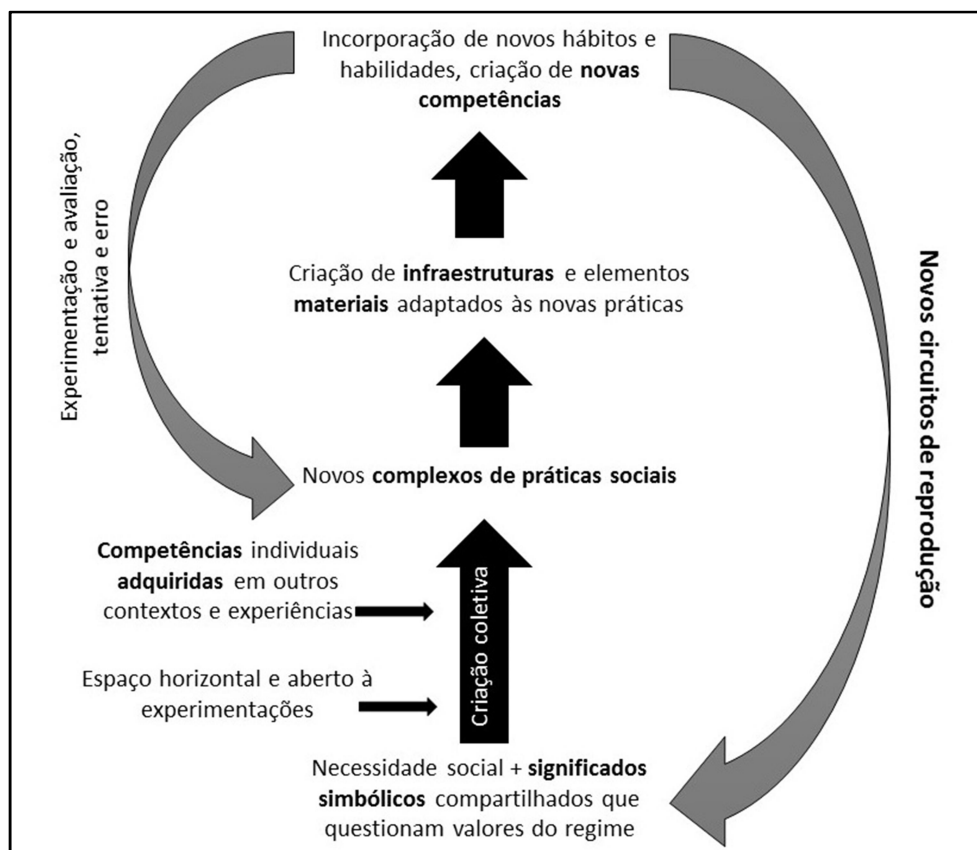 Incorporação de novos hábitos e
habilidades, criação de novas
competências
Experimentação e avaliação,
tentativa e erro
Criação de infraestruturas e elementos
materiais adaptados às novas práticas
Novos circuitos de reprodução
Novos complexos de práticas sociais
Competências individuais
adquiridas em outros
contextos e experiências
Criação coletiva
Espaço horizontal e aberto à
experimentações
Necessidade social + significados
simbólicos compartilhados que
questionam valores do regime